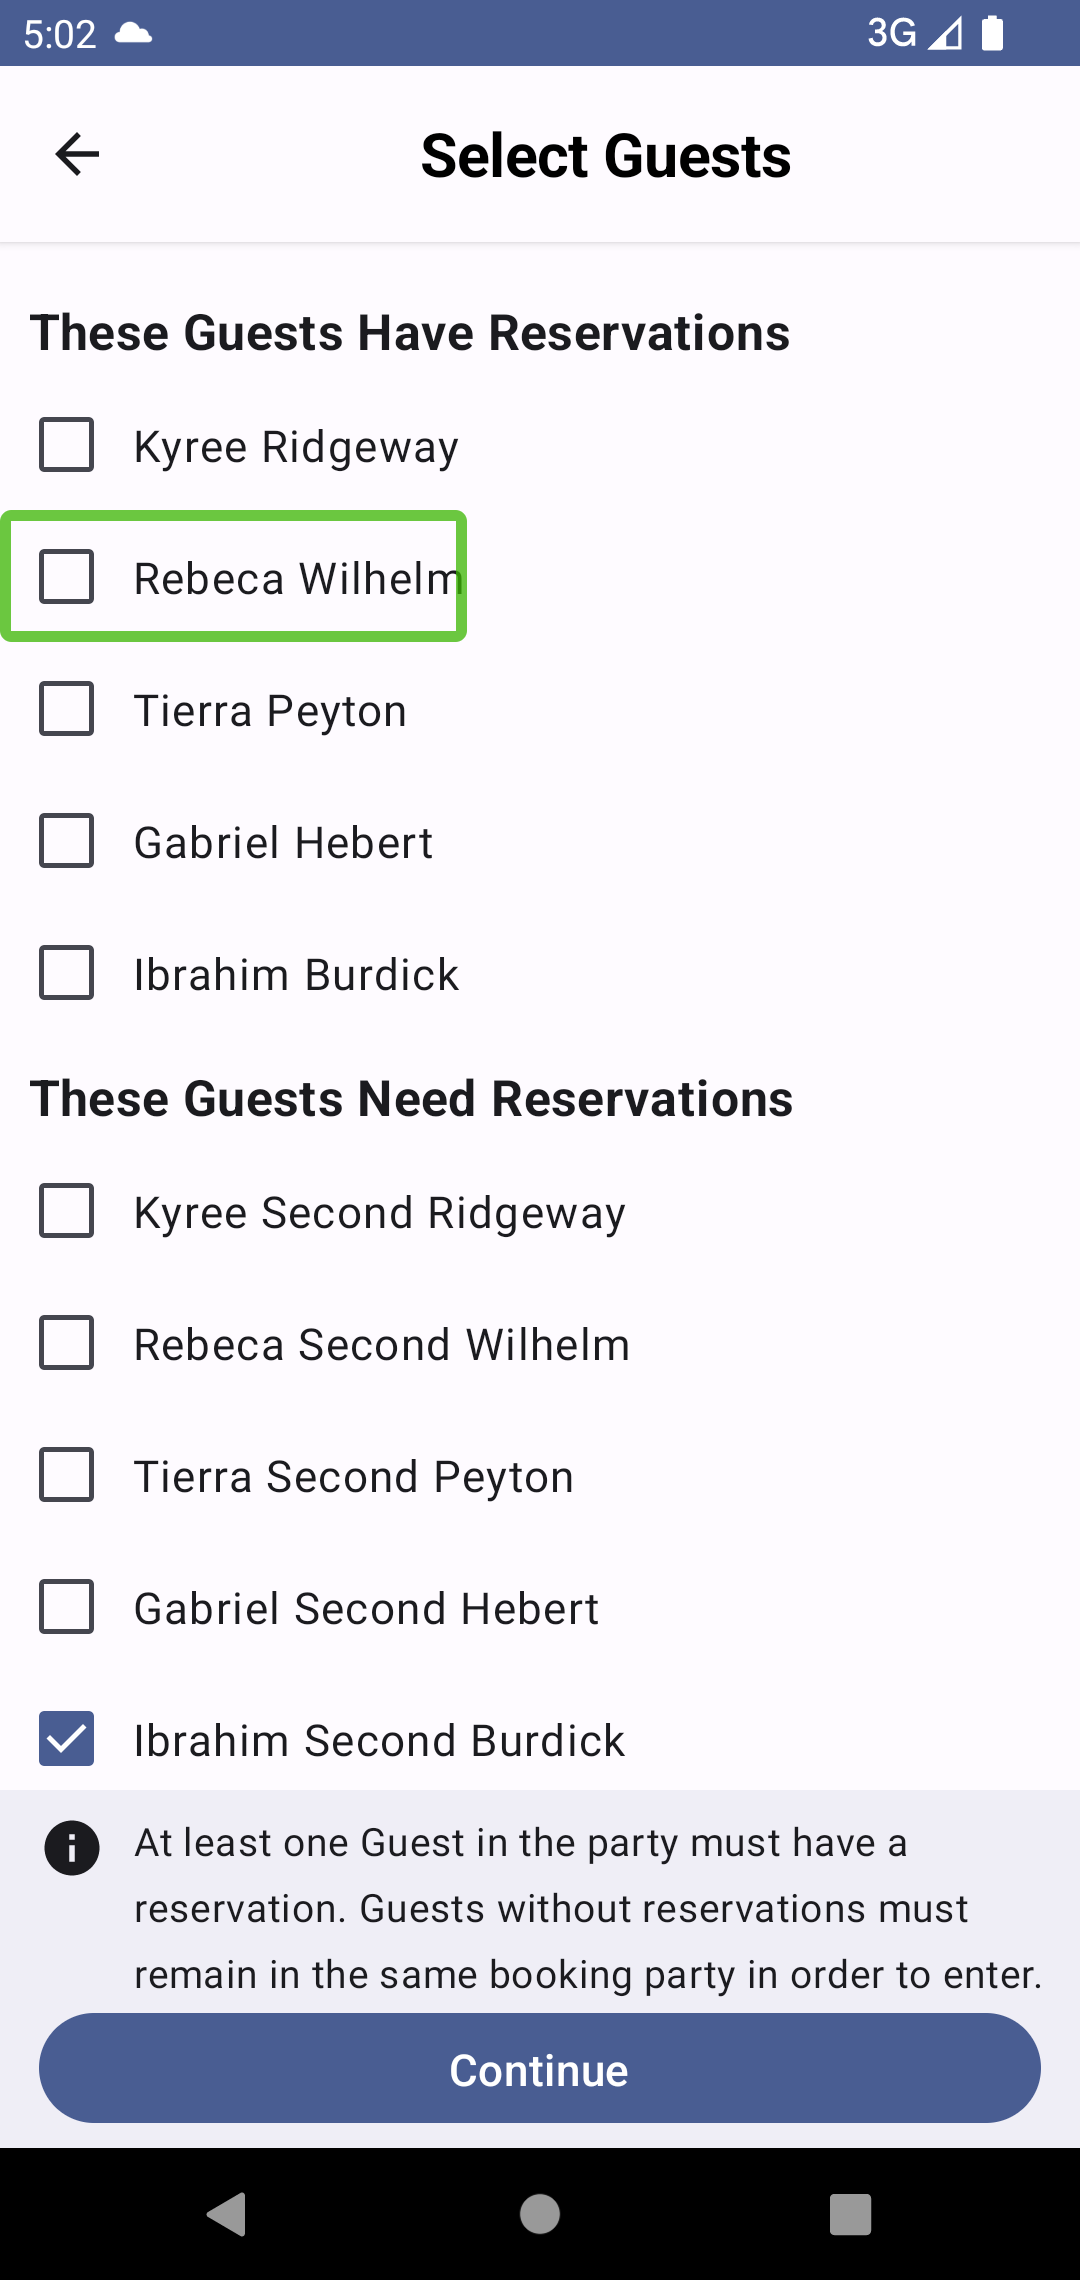 5:02
3G
Select Guests
These Guests Have Reservations
Kyree Ridgeway
Rebeca Wilhelm
Tierra Peyton
Gabriel Hebert
Ibrahim Burdick
These Guests Need Reservations
Kyree Second Ridgeway
Rebeca Second Wilhelm
Tierra Second Peyton
Gabriel Second Hebert
Ibrahim Second Burdick
At least one Guest in the party must have a
reservation. Guests without reservations must
remain in the same booking party in order to enter.
Continue